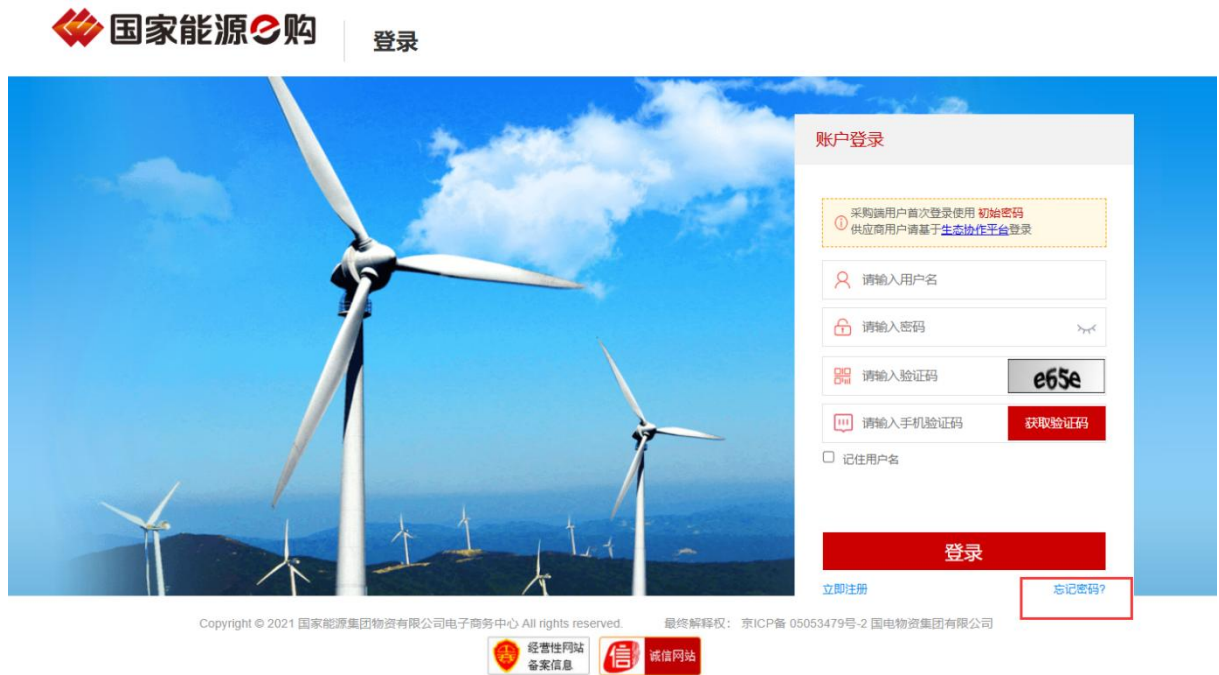 国家能源e购
登录
账户登录
采购端用户首次登录使用 初始密码
供应商用户请基于生态协作平台登录
请输入用户名
请输入密码
请输入验证码
e65e
请输入手机验证码
获取验证码
记住用户名
登录
立即注册
忘记密码?
Copyright © 2021 国家能源集团物资有限公司电子商务中心 All rights reserved. 最终解释权： 京ICP备 05053479号-2 国电物资集团有限公司
经营性网站
备案信息
信 诚信网站